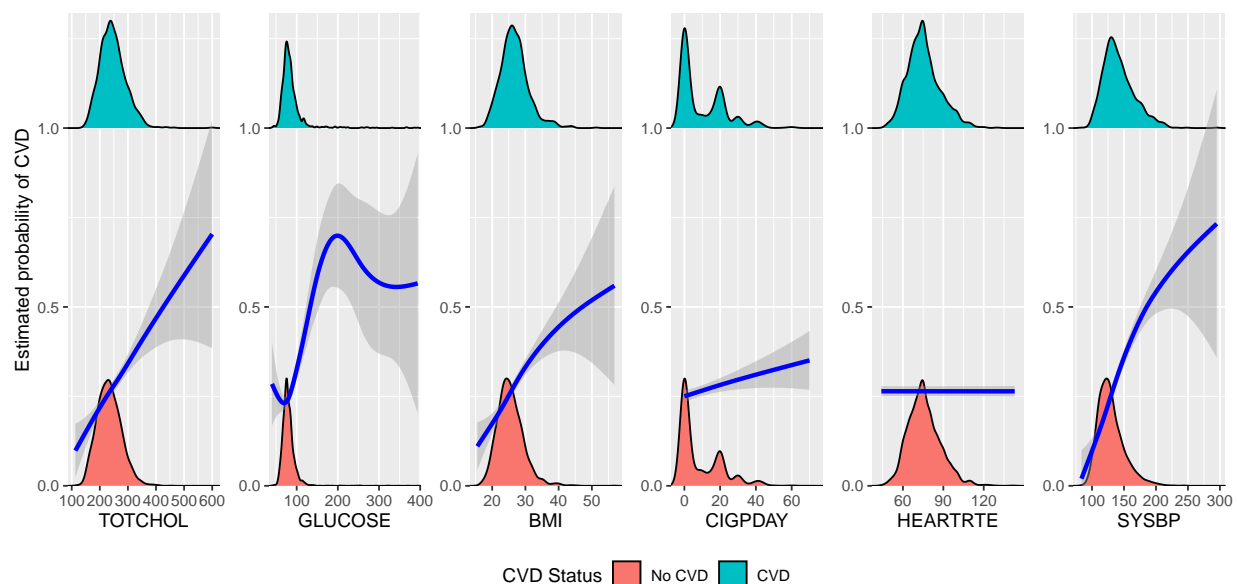 Estimated probability of CVD
1.0 1.0 1.0 1.0 1.0 1.0
0.5 0.5 0.5 0.5 0.5 0.5
0.0 0.0 0.0 0.0 0.0 0.0
100 200 300 400 500 600 100 200 300 400 20 30 40 50 0 20 40 60 60 90 120 100 150 200 250 300
TOTCHOL GLUCOSE BMI CIGPDAY HEARTRTE SYSBP
CVD Status No CVD CVD